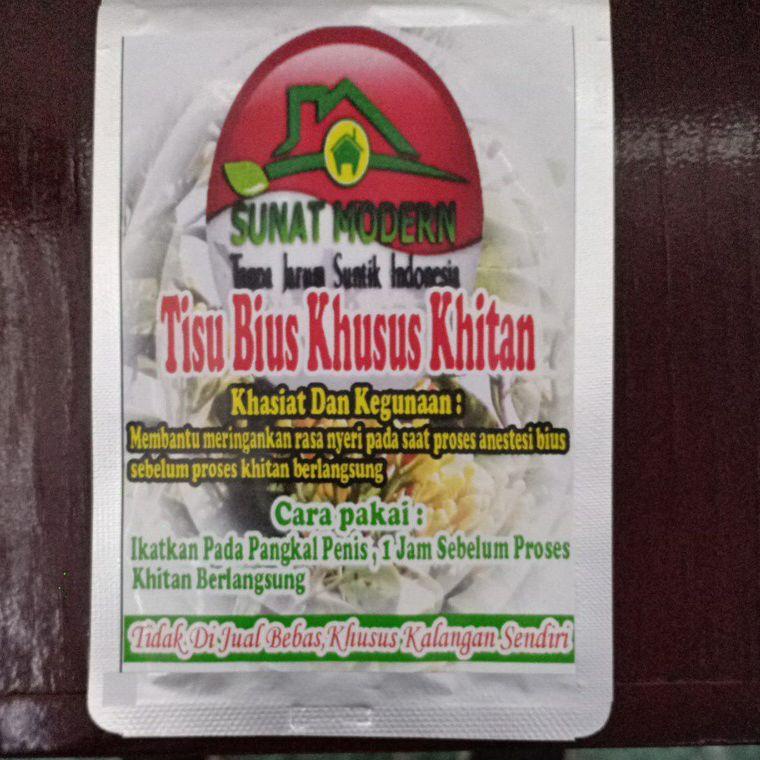 SUNAT MODERN
Tanpa Jarum Suntik Indonesia
Tisu Bius Khusus Khitan
Khasiat Dan Kegunaan :
Membantu meringankan rasa nyeri pada saat proses anestesi bius
sebelum proses khitan berlangsung
Cara pakai :
Ikatkan Pada Pangkal Penis , 1 Jam Sebelum Proses
Khitan Berlangsung
Tidak Di Jual Bebas,Khusus Kalangan Sendiri